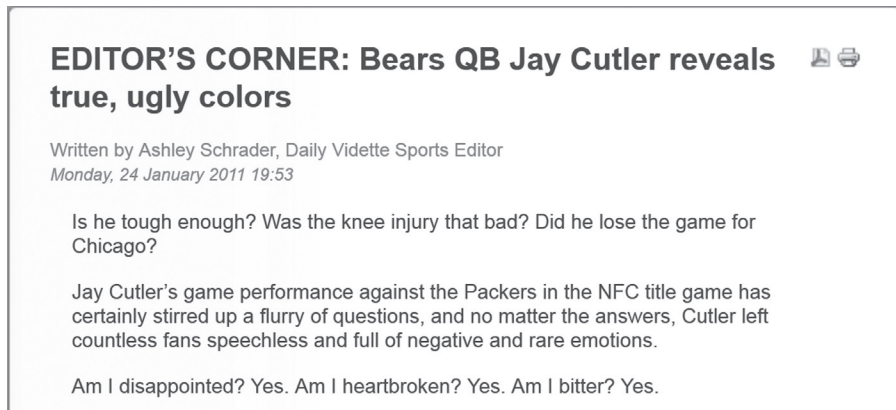 EDITOR’S CORNER: Bears QB Jay Cutler reveals
true, ugly colors
Written by Ashley Schrader, Daily Vidette Sports Editor
Monday, 24 January 2011 19:53
Is he tough enough? Was the knee injury that bad? Did he lose the game for
Chicago?
Jay Cutler’s game performance against the Packers in the NFC title game has
certainly stirred up a flurry of questions, and no matter the answers, Cutler left
countless fans speechless and full of negative and rare emotions.
Am I disappointed? Yes. Am I heartbroken? Yes. Am I bitter? Yes.